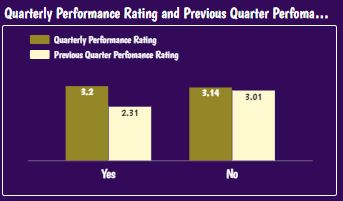 Quarterly Performance Rating and Previous Quarter Perfoma...
Quarterly Performance Rating
Previous Quarter Perfomance Rating
3.2
2.31
3.14
3.01
Yes
No